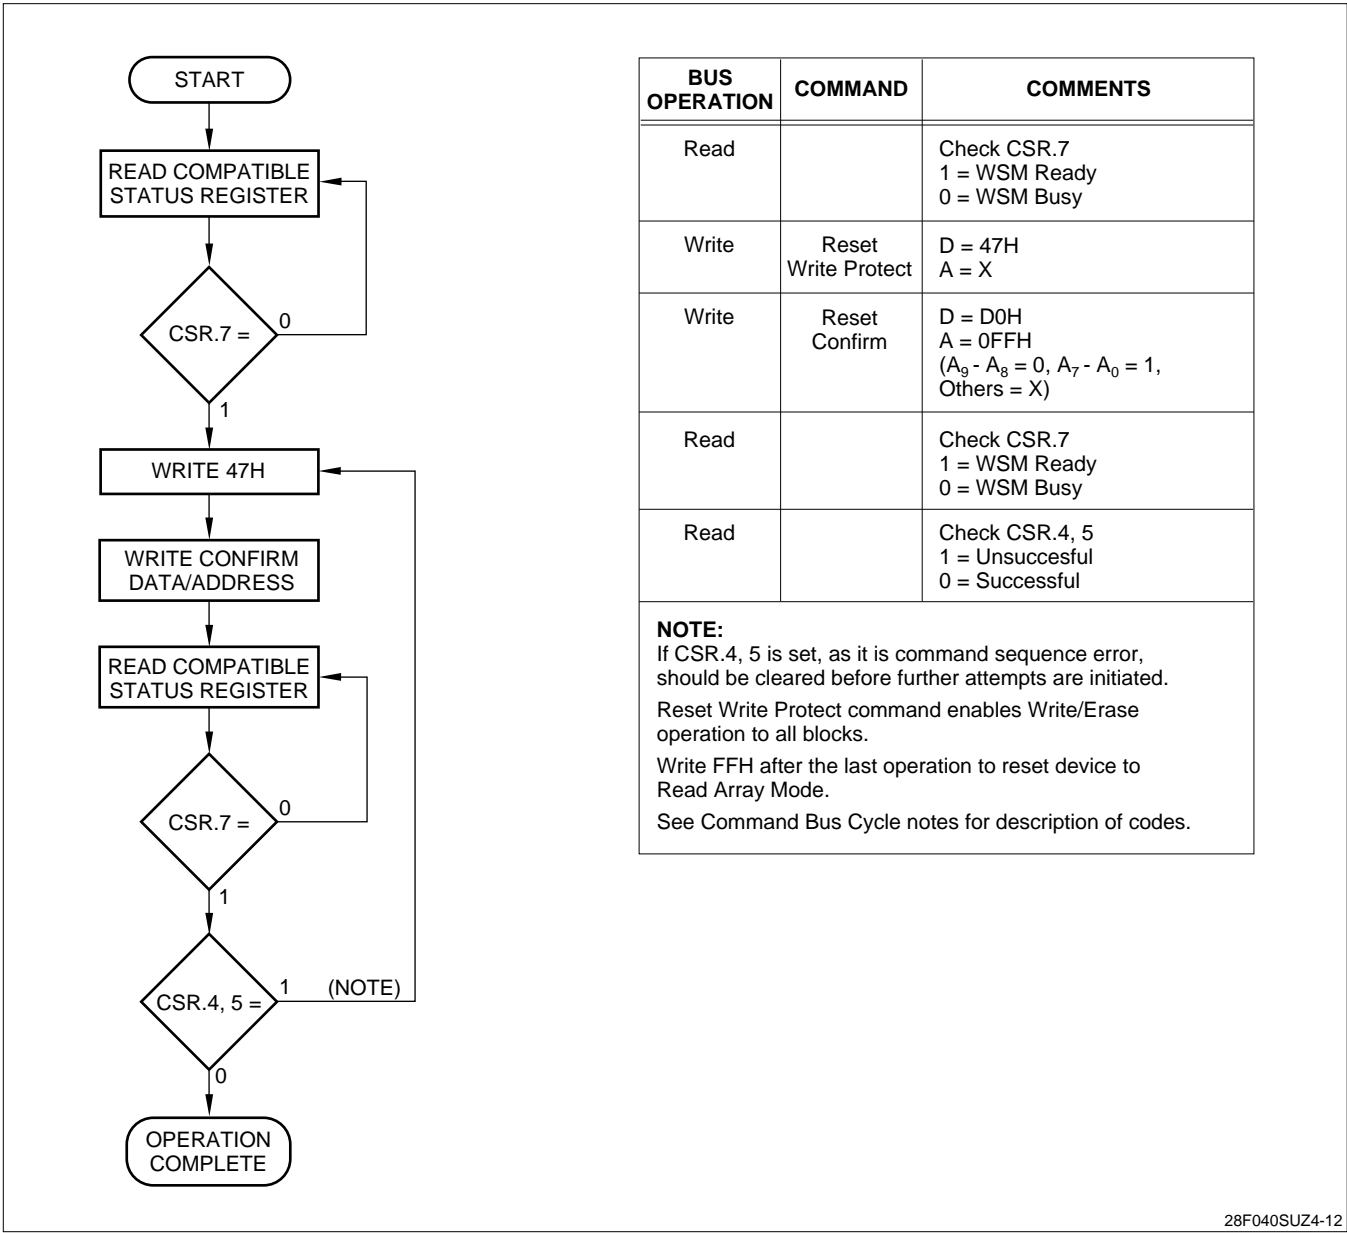 START
READ COMPATIBLE
STATUS REGISTER
CSR.7 =
0
1
WRITE 47H
WRITE CONFIRM
DATA/ADDRESS
READ COMPATIBLE
STATUS REGISTER
CSR.7 =
0
1
CSR.4, 5 =
1 (NOTE)
0
OPERATION
COMPLETE
BUS
OPERATION
COMMAND
COMMENTS
Read
Check CSR.7
1 = WSM Ready
0 = WSM Busy
Write
Reset
Write Protect
D = 47H
A = X
Write
Reset
Confirm
D = D0H
A = 0FFH
(A9 - A8 = 0, A7 - A0 = 1,
Others = X)
Read
Check CSR.7
1 = WSM Ready
0 = WSM Busy
Read
Check CSR.4, 5
1 = Unsuccesful
0 = Successful
NOTE:
If CSR.4, 5 is set, as it is command sequence error,
should be cleared before further attempts are initiated.
Reset Write Protect command enables Write/Erase
operation to all blocks.
Write FFH after the last operation to reset device to
Read Array Mode.
See Command Bus Cycle notes for description of codes.
28F040SUZ4-12